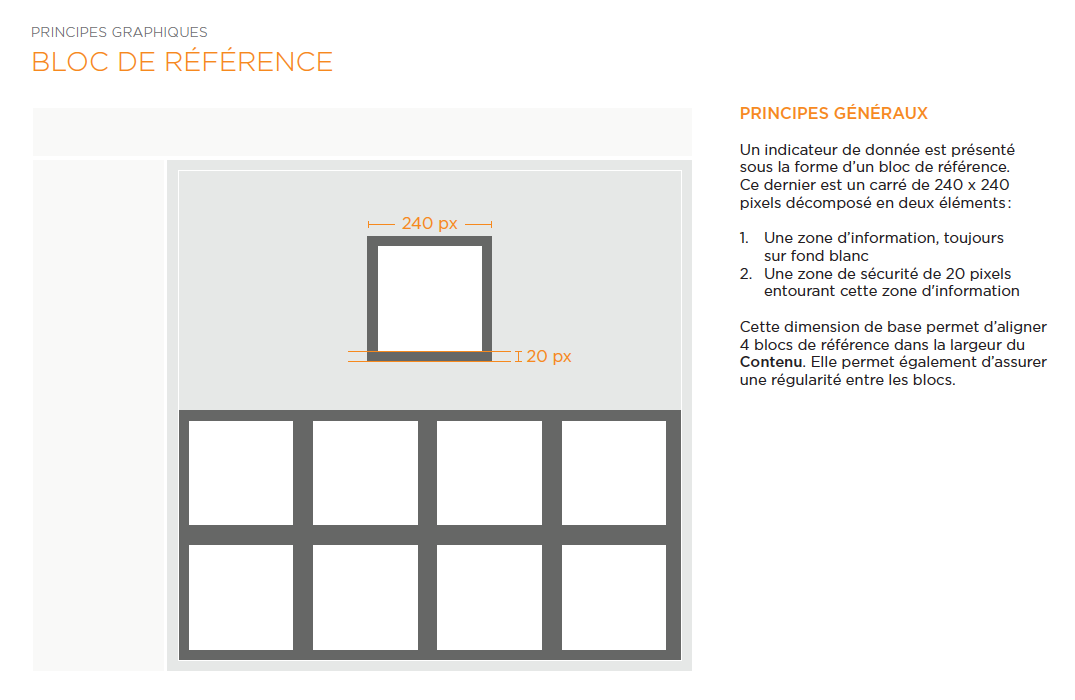 PRINCIPES GRAPHIQUES
BLOC DE RÉFÉRENCE
240 px
20 px
PRINCIPES GÉNÉRAUX
Un indicateur de donnée est présenté
sous la forme d’un bloc de référence.
Ce dernier est un carré de 240 x 240
pixels décomposé en deux éléments :
1. Une zone d’information, toujours
sur fond blanc
2. Une zone de sécurité de 20 pixels
entourant cette zone d’information
Cette dimension de base permet d’aligner
4 blocs de référence dans la largeur du
Contenu. Elle permet également d’assurer
une régularité entre les blocs.